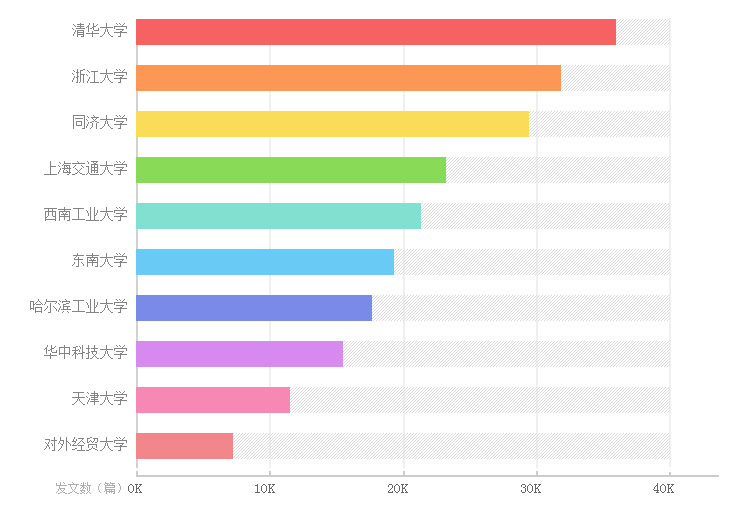 清华大学
浙江大学
同济大学
上海交通大学
西南工业大学
东南大学
哈尔滨工业大学
华中科技大学
天津大学
对外经贸大学
发文数（篇） 0K 10K 20K 30K 40K